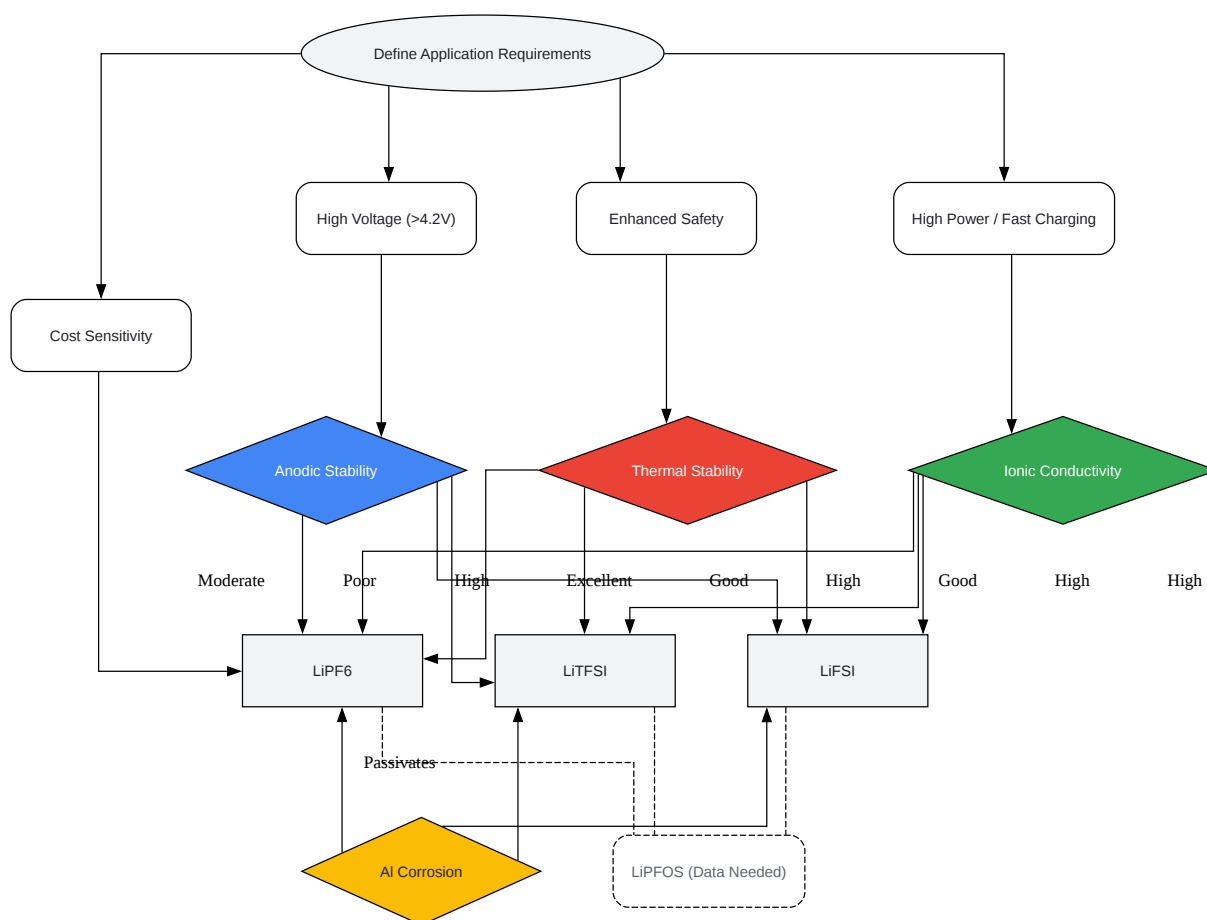 Define Application Requirements
High Voltage (>4.2V)
Enhanced Safety
High Power / Fast Charging
Cost Sensitivity
Anodic Stability
Thermal Stability
Ionic Conductivity
Moderate
Poor
High
Excellent
Good
High
Good
High
High
LiPF6
LiTFSI
LiFSI
Passivates
Al Corrosion
LiPFOS (Data Needed)